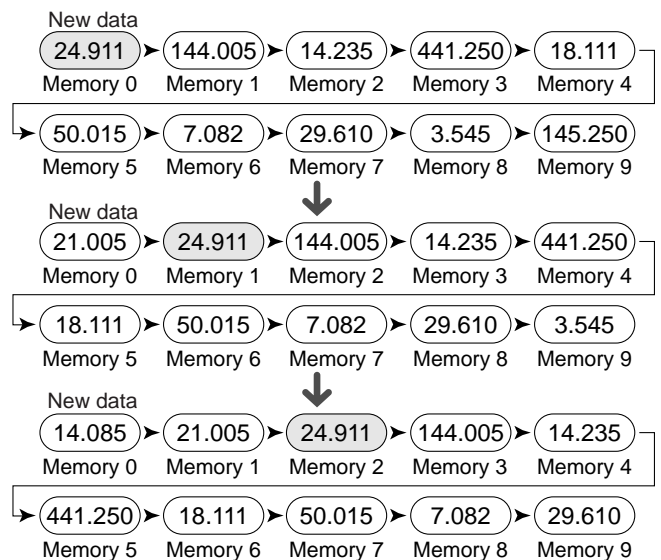 New data
24.911 144.005 14.235 441.250 18.111
Memory 0 Memory 1 Memory 2 Memory 3 Memory 4
50.015 7.082 29.610 3.545 145.250
Memory 5 Memory 6 Memory 7 Memory 8 Memory 9
New data
21.005 24.911 144.005 14.235 441.250
Memory 0 Memory 1 Memory 2 Memory 3 Memory 4
18.111 50.015 7.082 29.610 3.545
Memory 5 Memory 6 Memory 7 Memory 8 Memory 9
New data
14.085 21.005 24.911 144.005 14.235
Memory 0 Memory 1 Memory 2 Memory 3 Memory 4
441.250 18.111 50.015 7.082 29.610
Memory 5 Memory 6 Memory 7 Memory 8 Memory 9